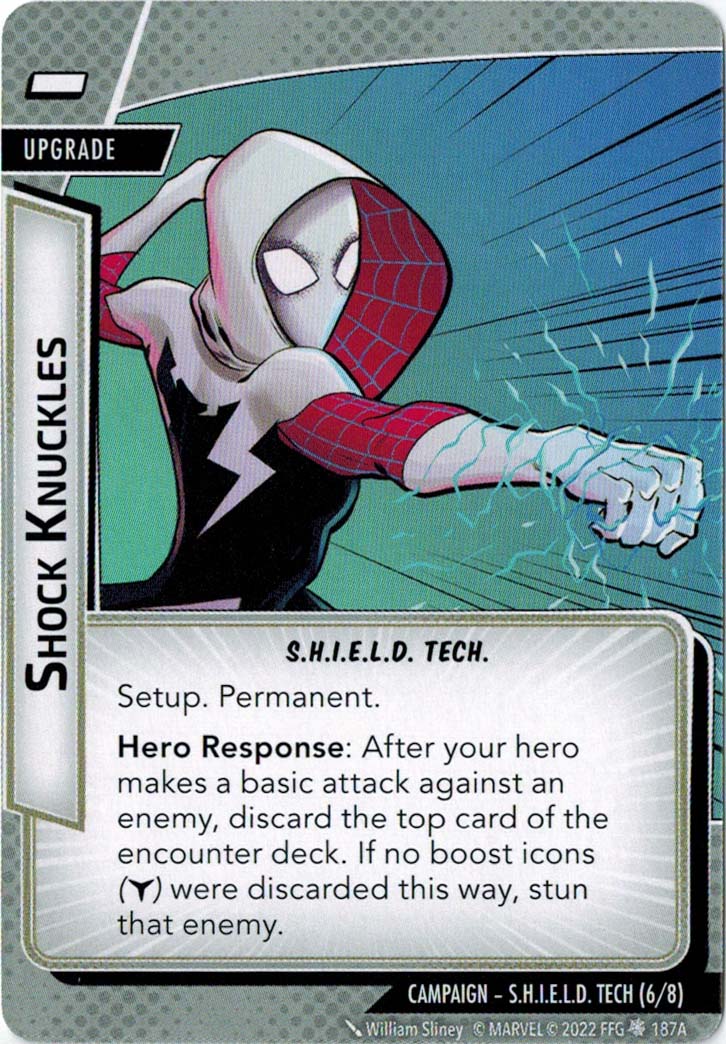 UPGRADE
SHOCK KNUCKLES
S.H.I.E.L.D. TECH.
Setup. Permanent.
Hero Response: After your hero
makes a basic attack against an
enemy, discard the top card of the
encounter deck. If no boost icons
() were discarded this way, stun
that enemy.
CAMPAIGN – S.H.I.E.L.D. TECH (6/8)
William Sliney © MARVEL © 2022 FFG 187A